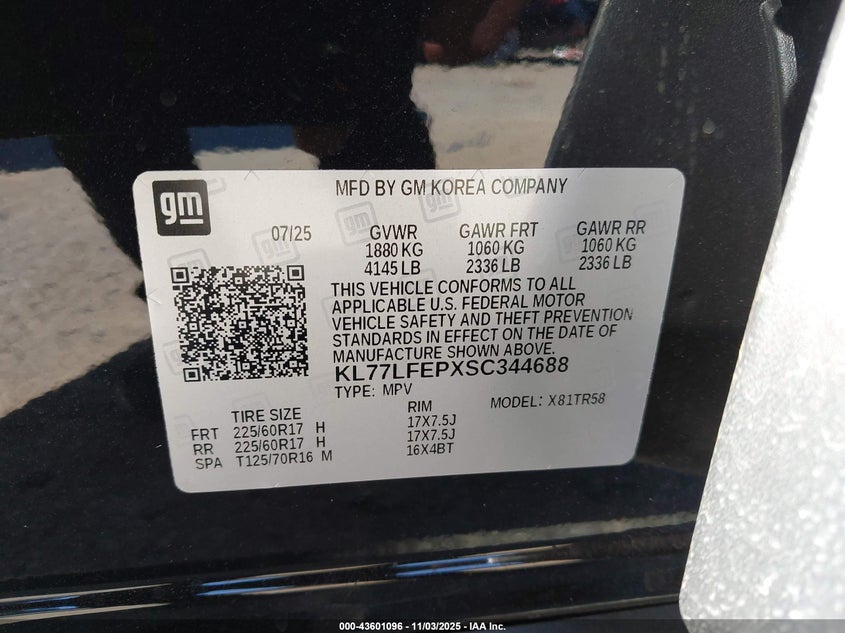 gm
MFD BY GM KOREA COMPANY
07/25 GVWR GAWR FRT GAWR RR
1880 KG 1060 KG 1060 KG
4145 LB 2336 LB 2336 LB
THIS VEHICLE CONFORMS TO ALL
APPLICABLE U.S. FEDERAL MOTOR
VEHICLE SAFETY AND THEFT PREVENTION
STANDARDS IN EFFECT ON THE DATE OF
MANUFACTURE SHOWN ABOVE.
KL77LFEPXSC344688
TYPE: MPV
MODEL: X81TR58
TIRE SIZE RIM
FRT 225/60R17 H 17X7.5J
RR 225/60R17 H 17X7.5J
SPA T125/70R16 M 16X4BT
000-43601096 - 11/03/2025 - IAA Inc.